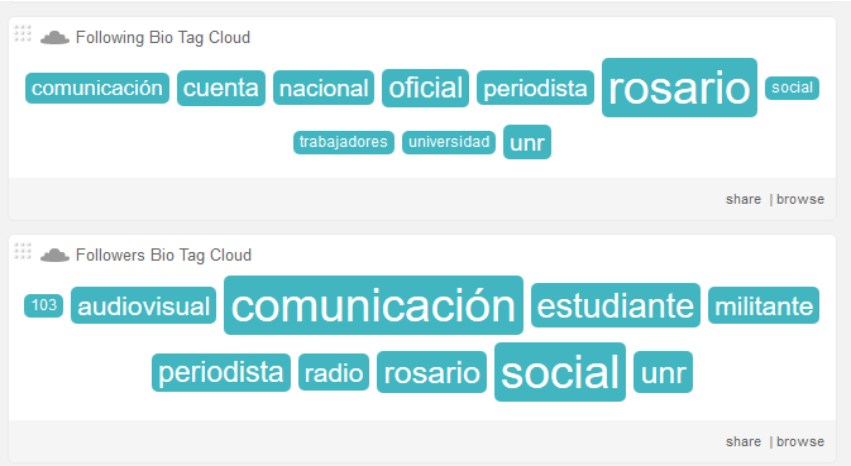 Following Bio Tag Cloud
comunicación cuenta nacional oficial periodista rosario social
trabajadores universidad unr
share | browse
Followers Bio Tag Cloud
103 audiovisual comunicación estudiante militante
periodista radio rosario social unr
share | browse